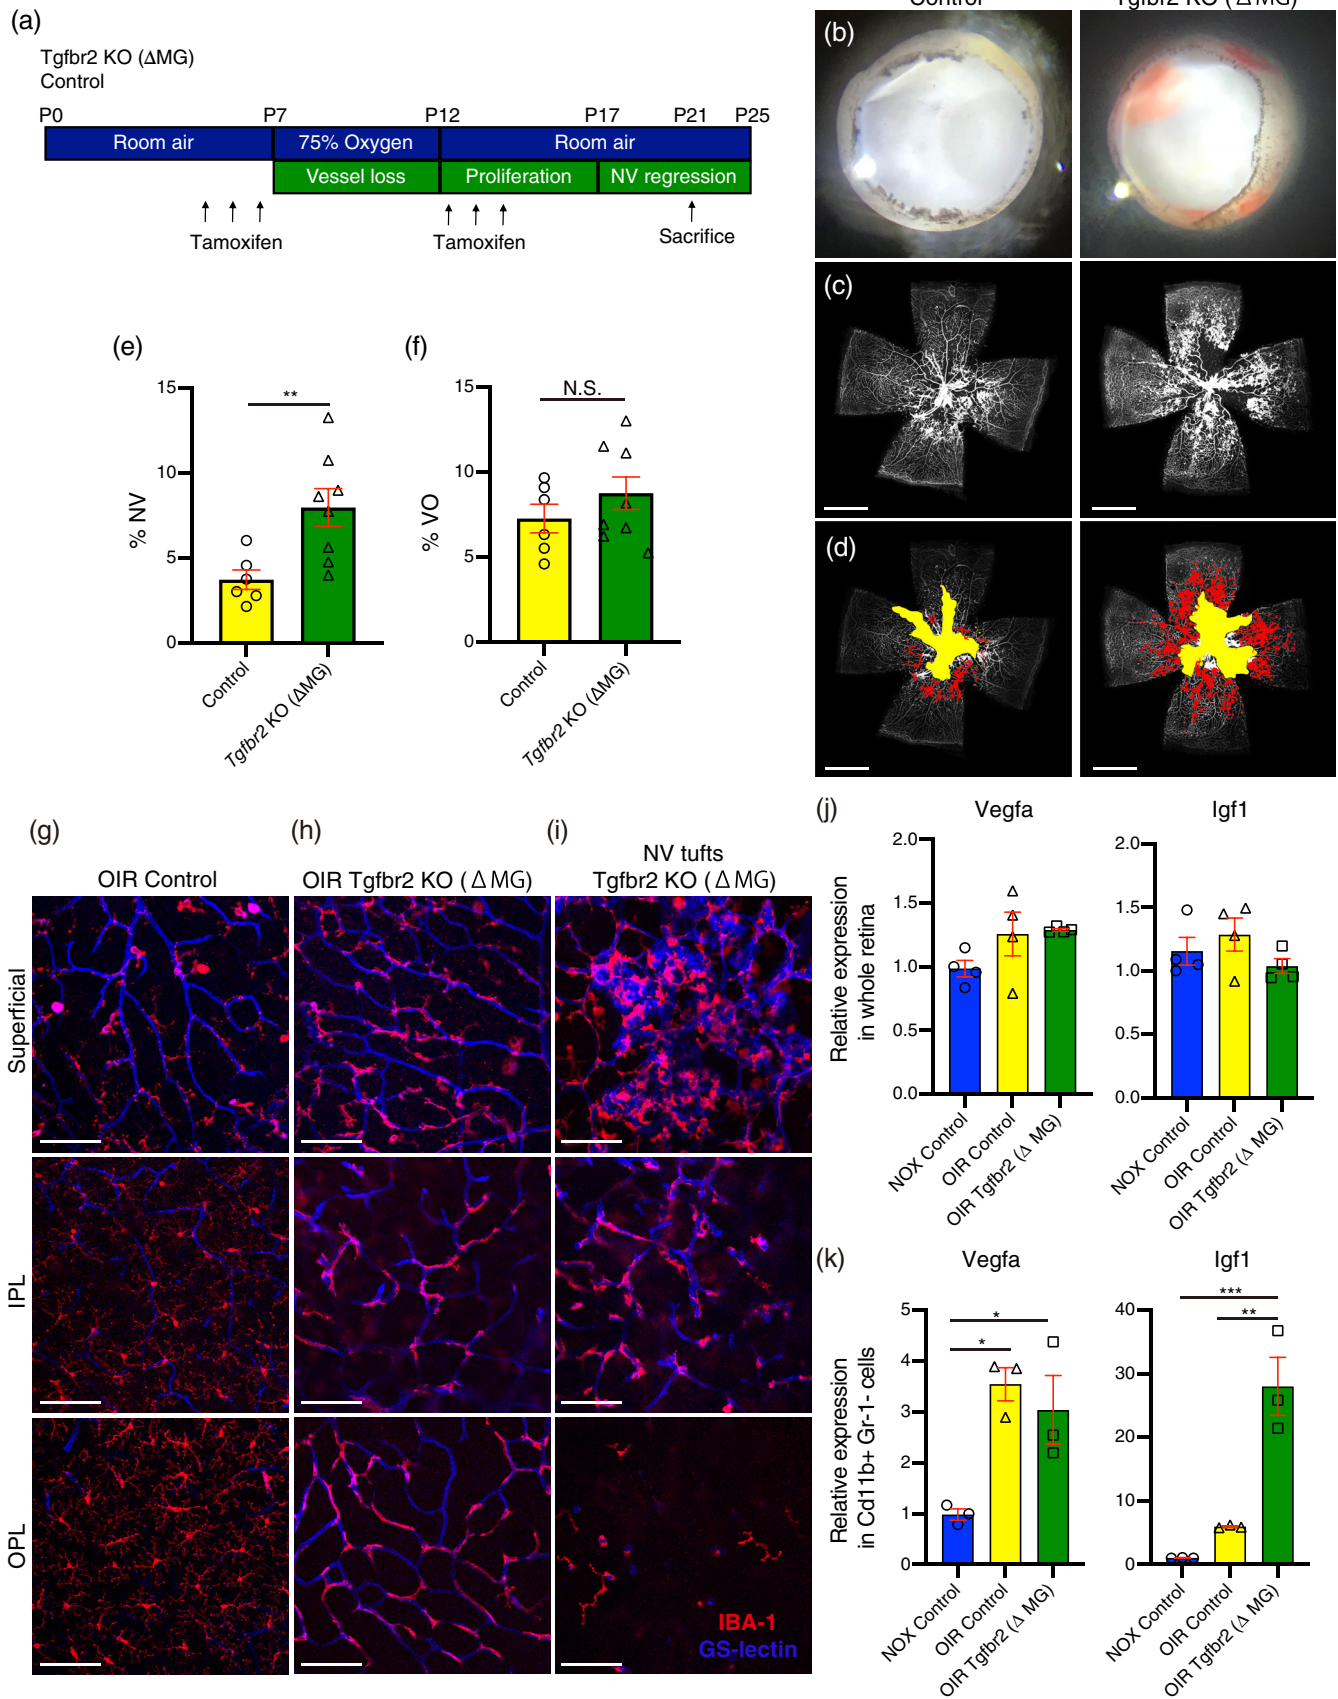 (a)
Tgfbr2 KO (ΔMG)
Control
P0 P7 P12 P17 P21 P25
Room air 75% Oxygen Room air
Vessel loss Proliferation NV regression
Tamoxifen Tamoxifen Sacrifice
Control Tgfbr2 KO (ΔMG)
(b)
(c)
(d)
(e)
15
10
5
0
% NV
**
Control
Tgfbr2 KO (ΔMG)
(f)
15
10
5
0
% VO
N.S.
Control
Tgfbr2 KO (ΔMG)
(g) (h) (i)
OIR Control
OIR Tgfbr2 KO (ΔMG)
NV tufts
Tgfbr2 KO (ΔMG)
Superficial
IPL
OPL
IBA-1
GS-lectin
(j)
Vegfa
Relative expression
in whole retina
2.0
1.5
1.0
0.5
0.0
NOX Control
OIR Control
OIR Tgfbr2 (Δ MG)
Igf1
2.0
1.5
1.0
0.5
0.0
NOX Control
OIR Control
OIR Tgfbr2 (Δ MG)
(k)
Vegfa
Relative expression
in Cd11b+ Gr-1- cells
5
4
3
2
1
0
*
*
NOX Control
OIR Control
OIR Tgfbr2 (Δ MG)
Igf1
40
30
20
10
0
***
**
NOX Control
OIR Control
OIR Tgfbr2 (Δ MG)